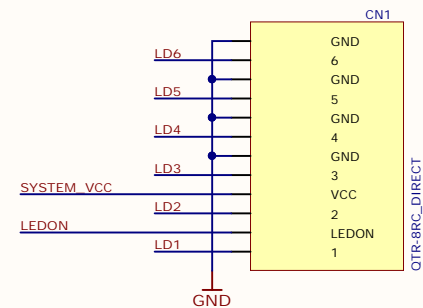 CN1
GND
LD6 6
GND
LD5 5
GND
LD4 4
GND
LD3 3
SYSTEM_VCC VCC
LD2 2
LEDON LEDON
LD1 1
QTR-8RC_DIRECT
GND